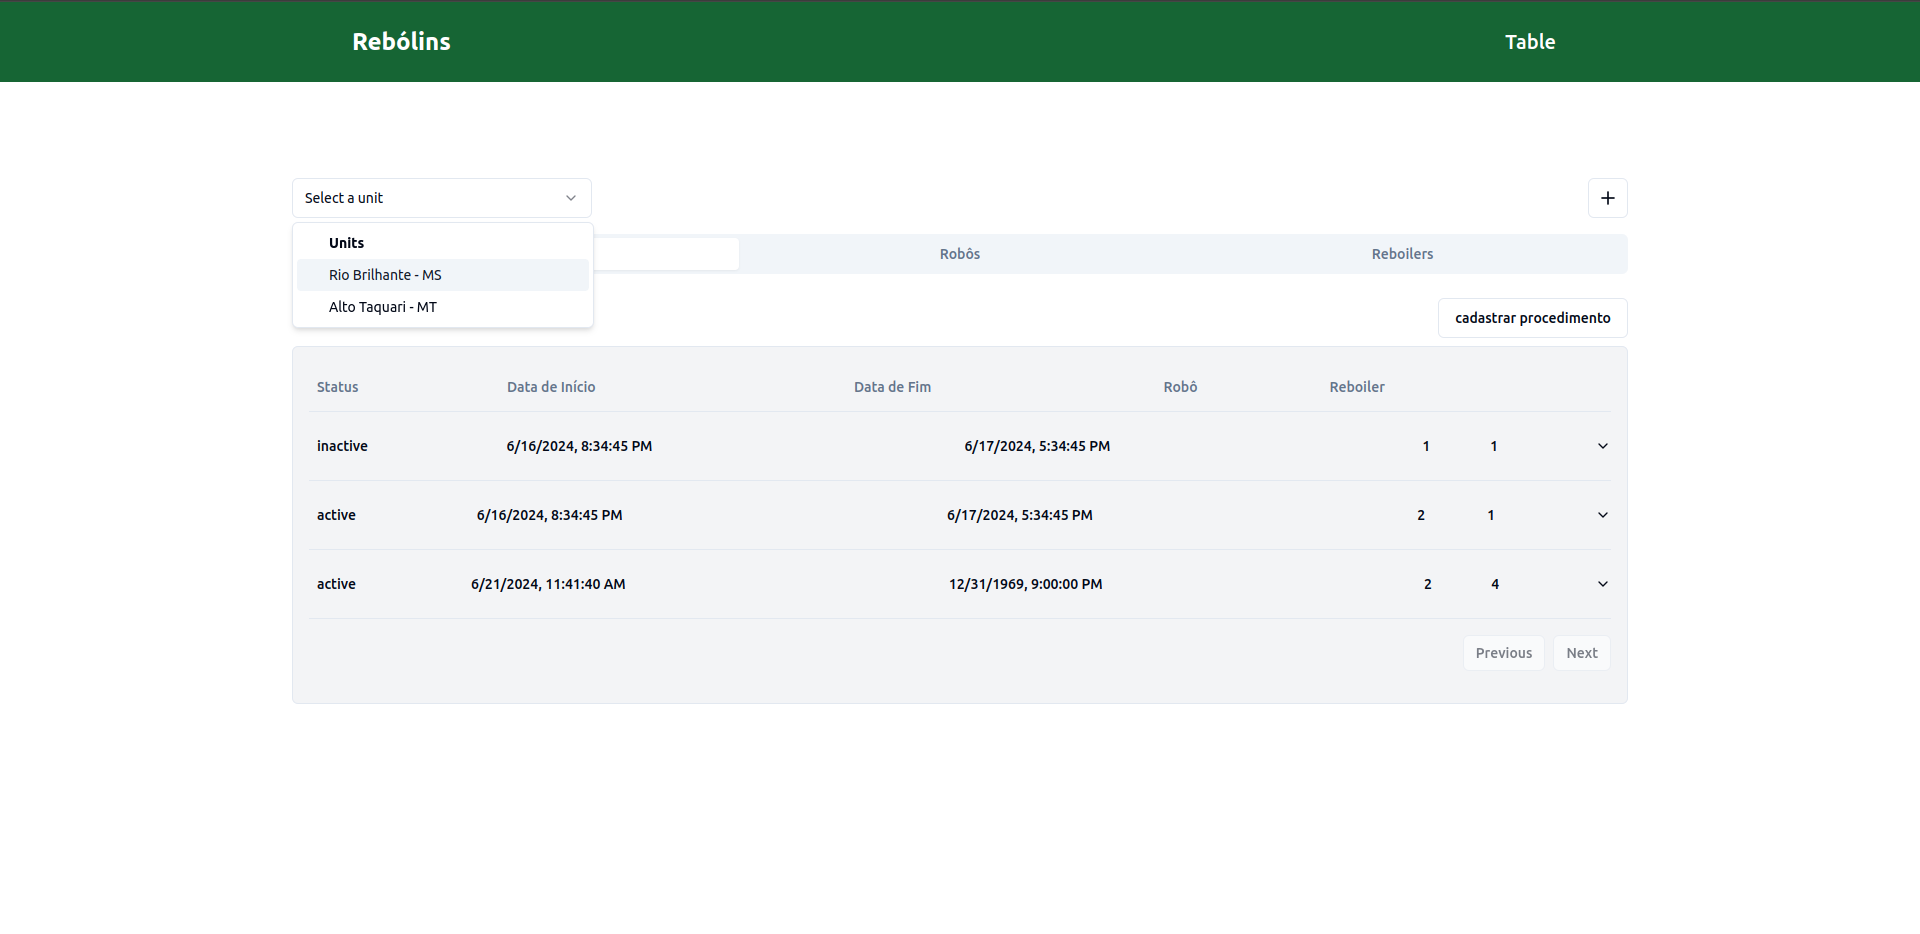 Rebólins
Table
Select a unit
Units
Rio Brilhante - MS
Alto Taquari - MT
Robôs
Reboilers
cadastrar procedimento
Status Data de Início Data de Fim Robô Reboiler
inactive 6/16/2024, 8:34:45 PM 6/17/2024, 5:34:45 PM 1 1
active 6/16/2024, 8:34:45 PM 6/17/2024, 5:34:45 PM 2 1
active 6/21/2024, 11:41:40 AM 12/31/1969, 9:00:00 PM 2 4
Previous Next